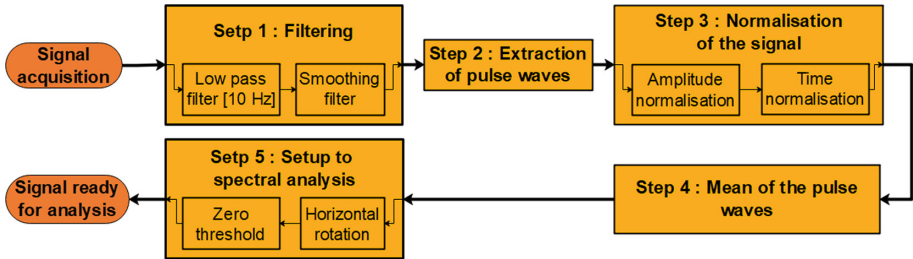 Signal
acquisition
Setp 1 : Filtering
Low pass
filter [10 Hz]
Smoothing
filter
Step 2 : Extraction
of pulse waves
Step 3 : Normalisation
of the signal
Amplitude
normalisation
Time
normalisation
Step 4 : Mean of the pulse
waves
Setp 5 : Setup to
spectral analysis
Horizontal
rotation
Zero
threshold
Signal ready
for analysis